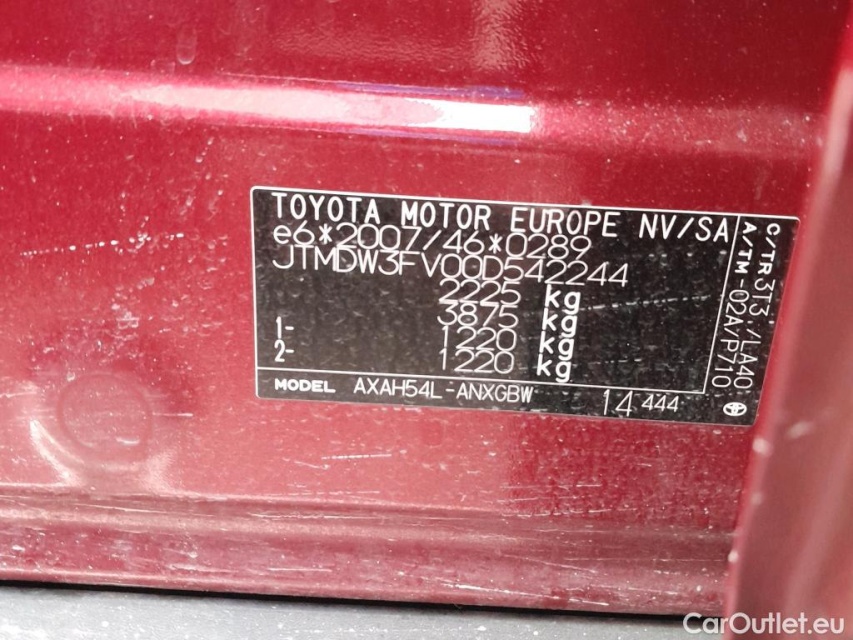 TOYOTA MOTOR EUROPE NV/SA
e6*2007/46*0289
JTMDW3FV00D542244
2225 kg
3875 kg
1- 1220 kg
2- 1220 kg
MODEL AXAH54L-ANXGBW
14 444
C/TR 3T3 /LA40
A/TM -02A/P710
CarOutlet.eu